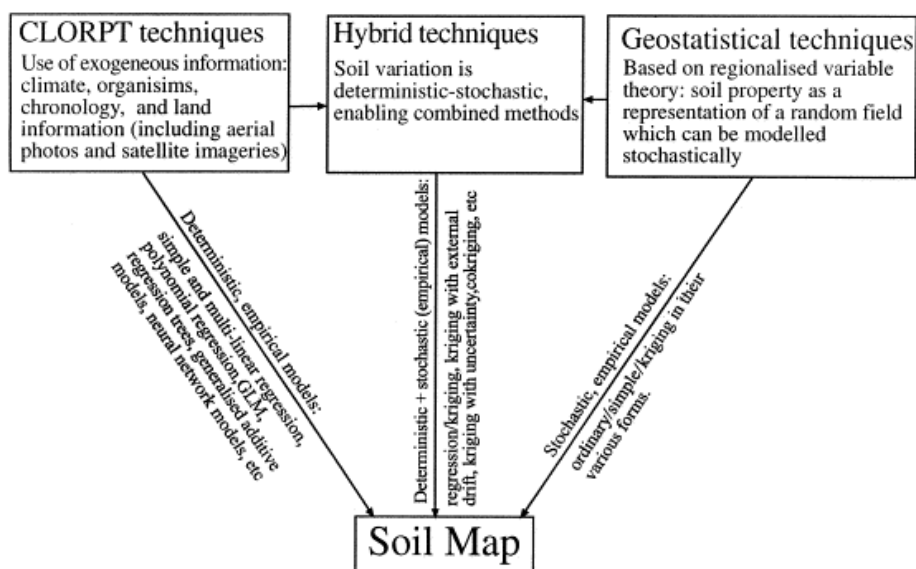 CLORPT techniques
Use of exogeneous information:
climate, organisims,
chronology, and land
information (including aerial
photos and satellite imageries)
Hybrid techniques
Soil variation is
deterministic-stochastic,
enabling combined methods
Geostatistical techniques
Based on regionalised variable
theory: soil property as a
representation of a random field
which can be modelled
stochastically
Deterministic, empirical models:
simple and multi-linear regression,
polynomial regression,GLM,
regression trees, generalised additive
models, neural network models, etc
Deterministic + stochastic (empirical) models:
regression/kriging, kriging with external
drift, kriging with uncertainty,cokriging, etc
Stochastic, empirical models:
ordinary/simple/kriging in their
various forms.
Soil Map